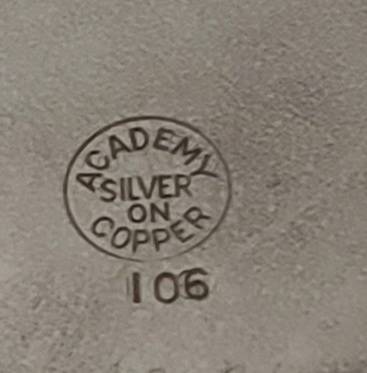 ACADEMY
SILVER
ON
COPPER
106